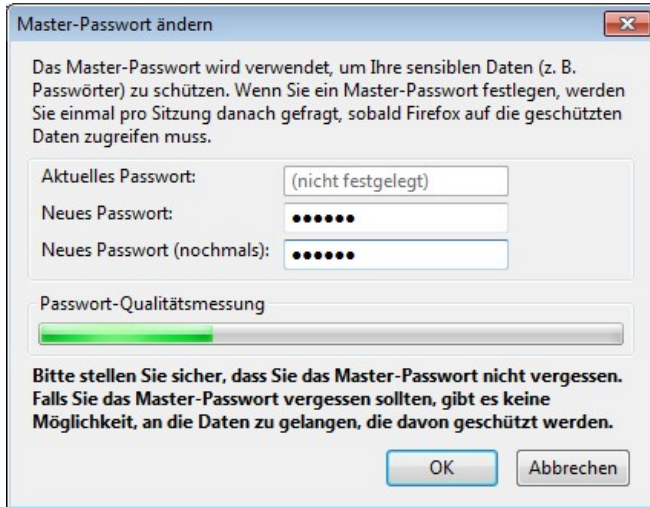 Master-Passwort ändern
Das Master-Passwort wird verwendet, um Ihre sensiblen Daten (z. B.
Passwörter) zu schützen. Wenn Sie ein Master-Passwort festlegen, werden
Sie einmal pro Sitzung danach gefragt, sobald Firefox auf die geschützten
Daten zugreifen muss.
Aktuelles Passwort: (nicht festgelegt)
Neues Passwort: ●●●●●●
Neues Passwort (nochmals): ●●●●●●
Passwort-Qualitätsmessung
Bitte stellen Sie sicher, dass Sie das Master-Passwort nicht vergessen.
Falls Sie das Master-Passwort vergessen sollten, gibt es keine
Möglichkeit, an die Daten zu gelangen, die davon geschützt werden.
OK Abbrechen